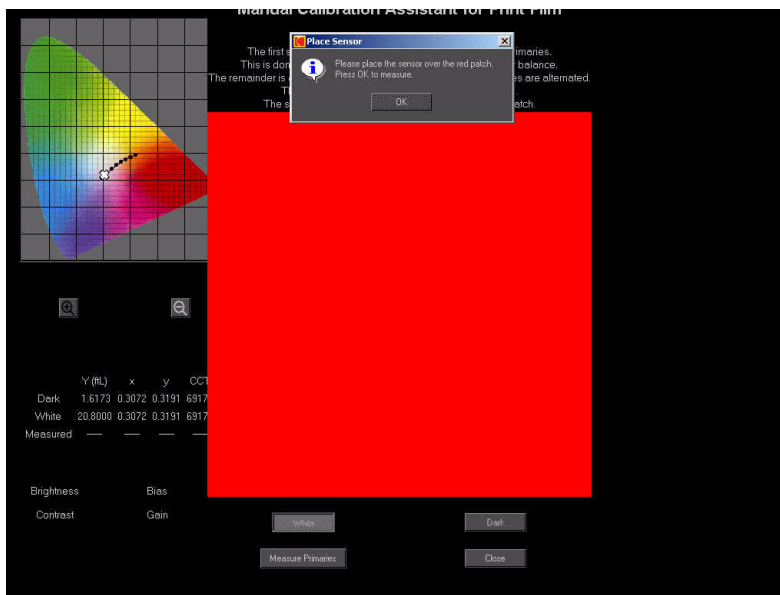 Manual Calibration Assistant for Print Film
Place Sensor
The first s
rimaries.
This is don
r balance.
The remainder is
es are alternated.
Th
The s
atch.
Please place the sensor over the red patch.
Press OK to measure.
OK
Y (ftL) x y CCT
Dark 1.6173 0.3072 0.3191 6917
White 20.8000 0.3072 0.3191 6917
Measured — — — —
Brightness Bias
Contrast Gain
White Dark
Measure Primaries Close